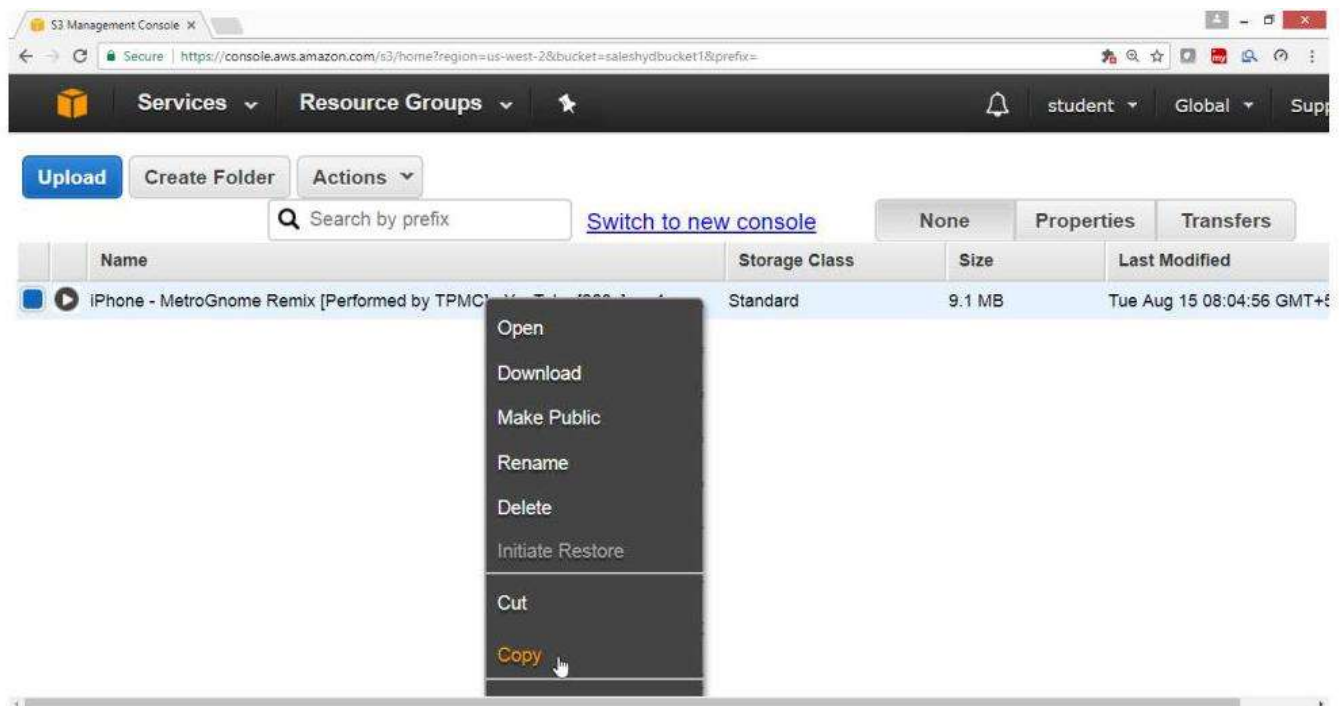 S3 Management Console
Secure https://console.aws.amazon.com/s3/home?region=us-west-2&bucket=saleshydbucket1&prefix=
Services Resource Groups student Global Supp
Upload Create Folder Actions
Search by prefix Switch to new console None Properties Transfers
Name Storage Class Size Last Modified
iPhone - MetroGnome Remix [Performed by TPMC] Standard 9.1 MB Tue Aug 15 08:04:56 GMT+5
Open
Download
Make Public
Rename
Delete
Initiate Restore
Cut
Copy